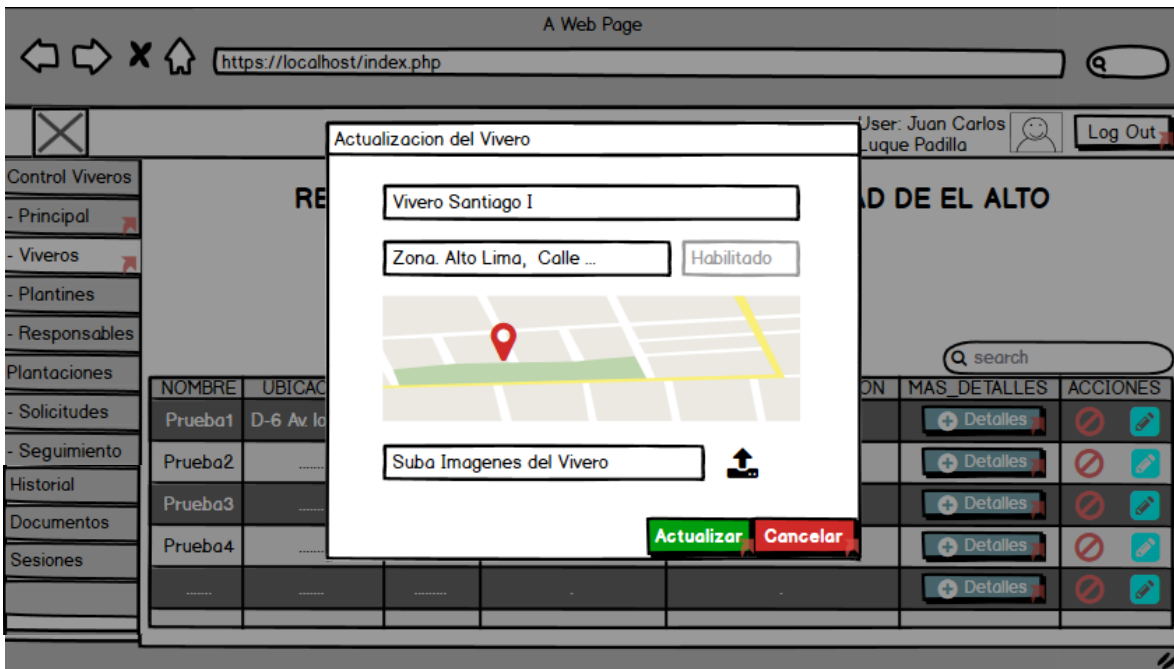 A Web Page
https://localhost/index.php
User: Juan Carlos
Luque Padilla
Log Out
Control Viveros
- Principal
- Viveros
- Plantines
- Responsables
Plantaciones
- Solicitudes
- Seguimiento
Historial
Documentos
Sesiones
RE
D DE EL ALTO
search
NOMBRE UBICAC ON MAS_DETALLES ACCIONES
Prueba1 D-6 Av. Detalles
Prueba2 ....... Detalles
Prueba3 ....... Detalles
Prueba4 ....... Detalles
....... ....... ......... . . Detalles
Actualizacion del Vivero
Vivero Santiago I
Zona. Alto Lima, Calle ...
Habilitado
Suba Imagenes del Vivero
Actualizar
Cancelar